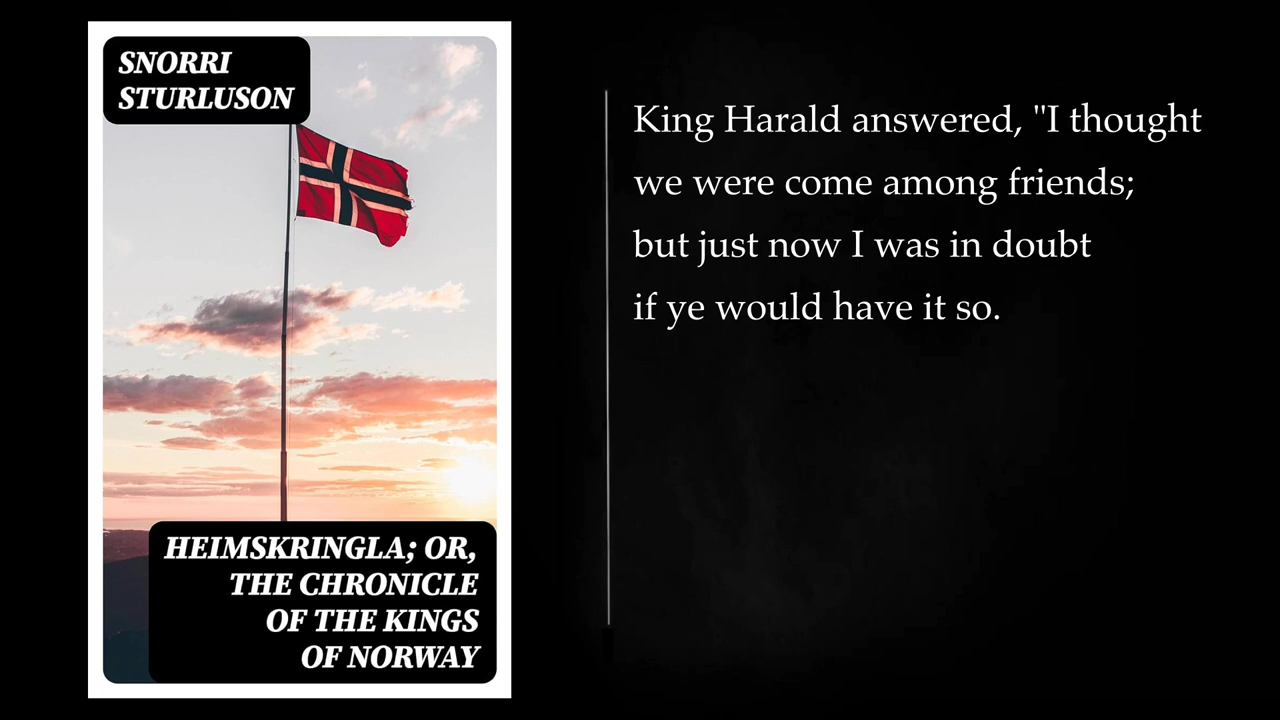 SNORRI
STURLUSON
HEIMSKRINGLA; OR,
THE CHRONICLE
OF THE KINGS
OF NORWAY
King Harald answered, "I thought
we were come among friends;
but just now I was in doubt
if ye would have it so.